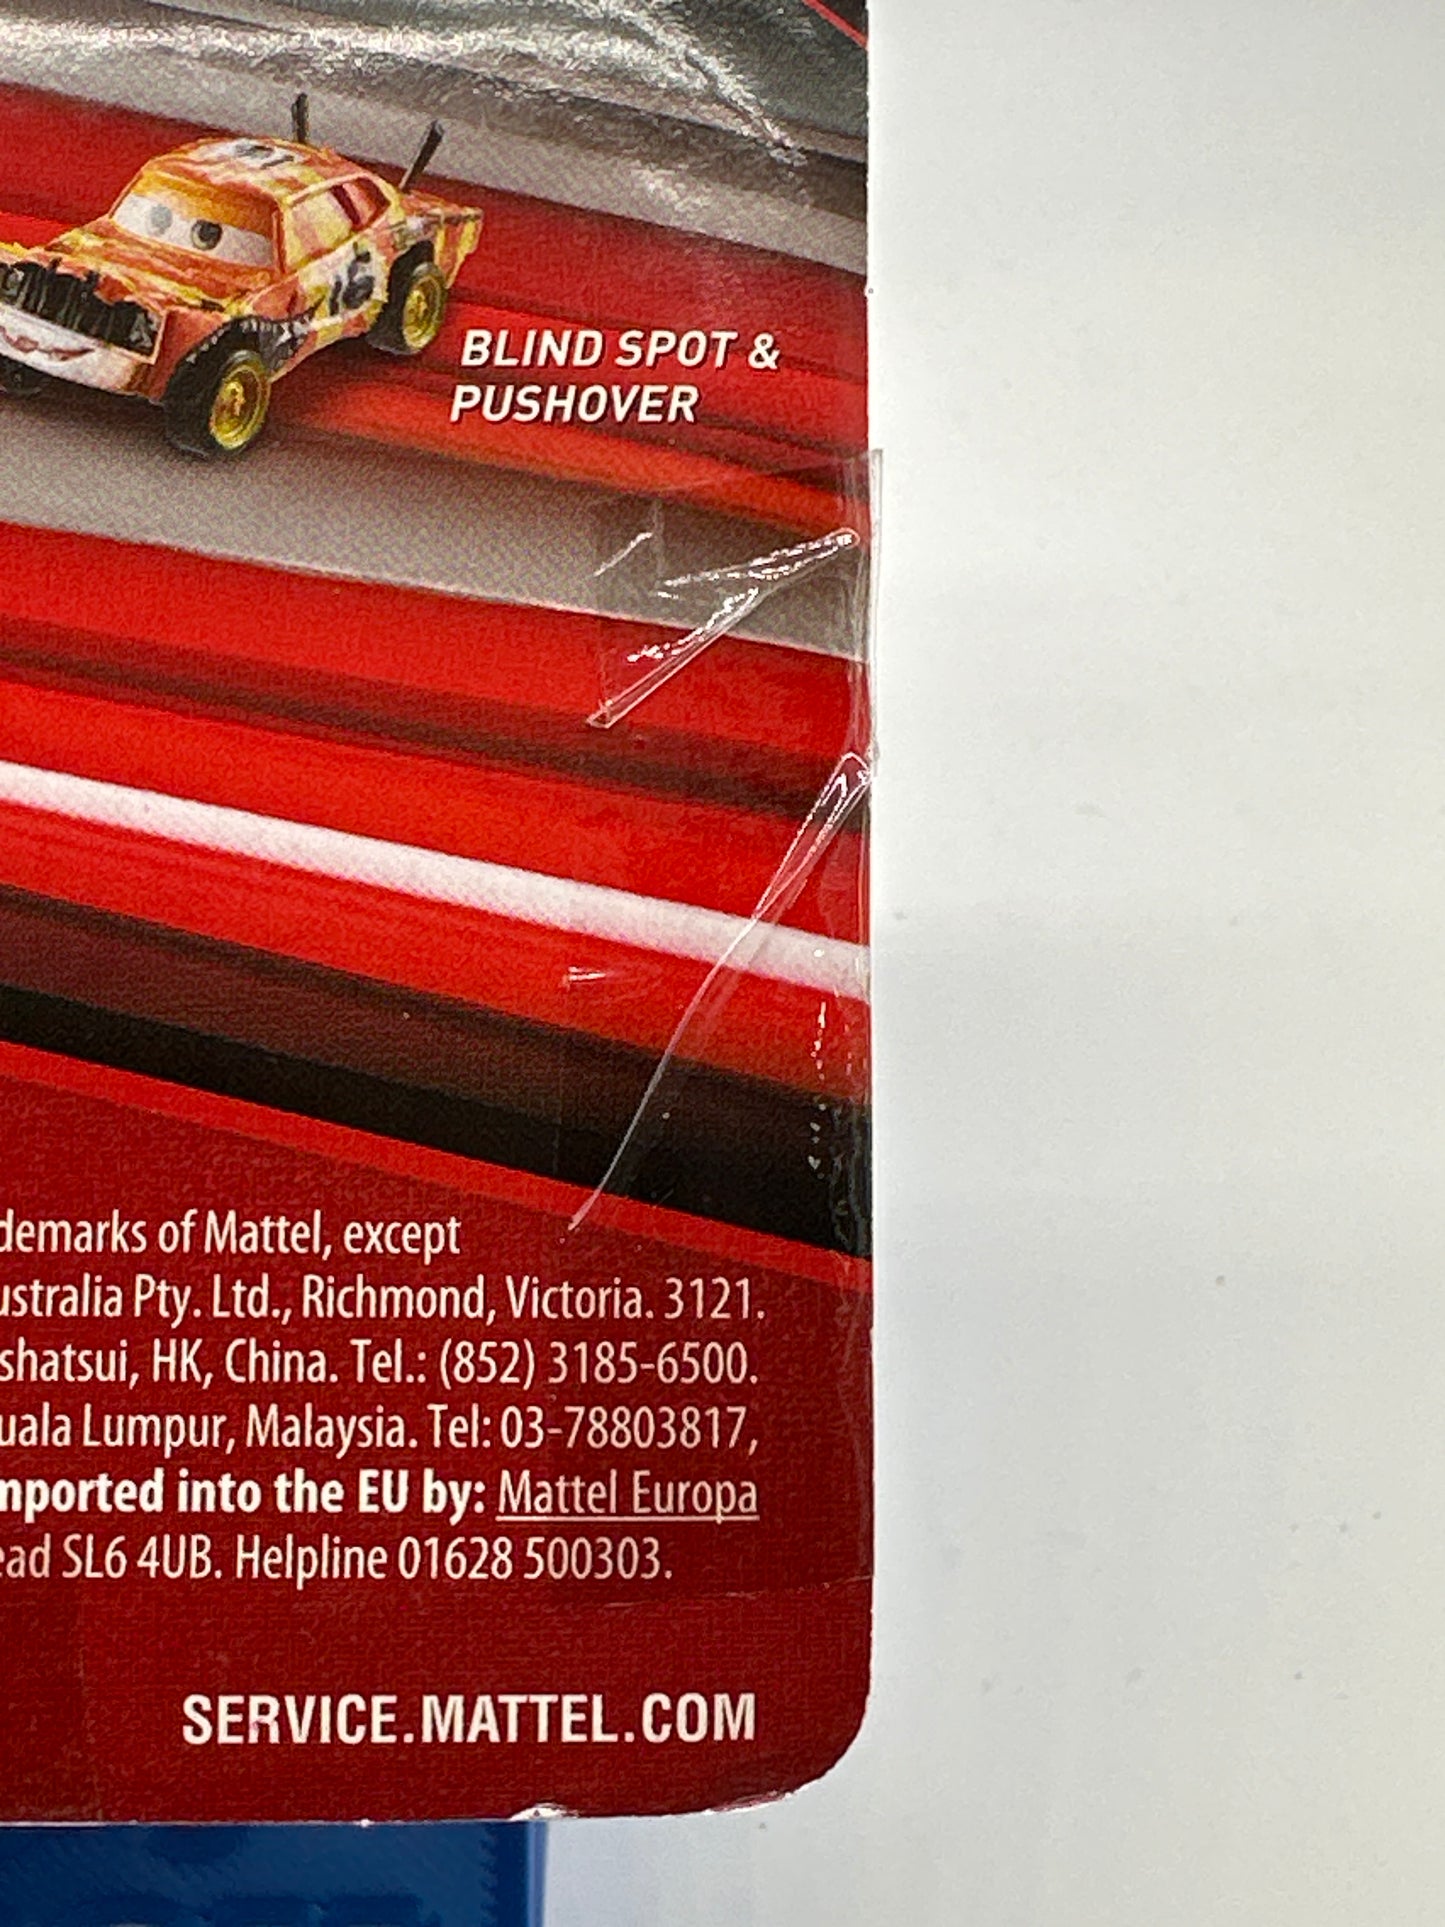 BLIND SPOT &
PUSHOVER
demarks of Mattel, except
ustralia Pty. Ltd., Richmond, Victoria. 3121.
shatsui, HK, China. Tel.: (852) 3185-6500.
uala Lumpur, Malaysia. Tel: 03-78803817,
mported into the EU by: Mattel Europa
ead SL6 4UB. Helpline 01628 500303.
SERVICE.MATTEL.COM